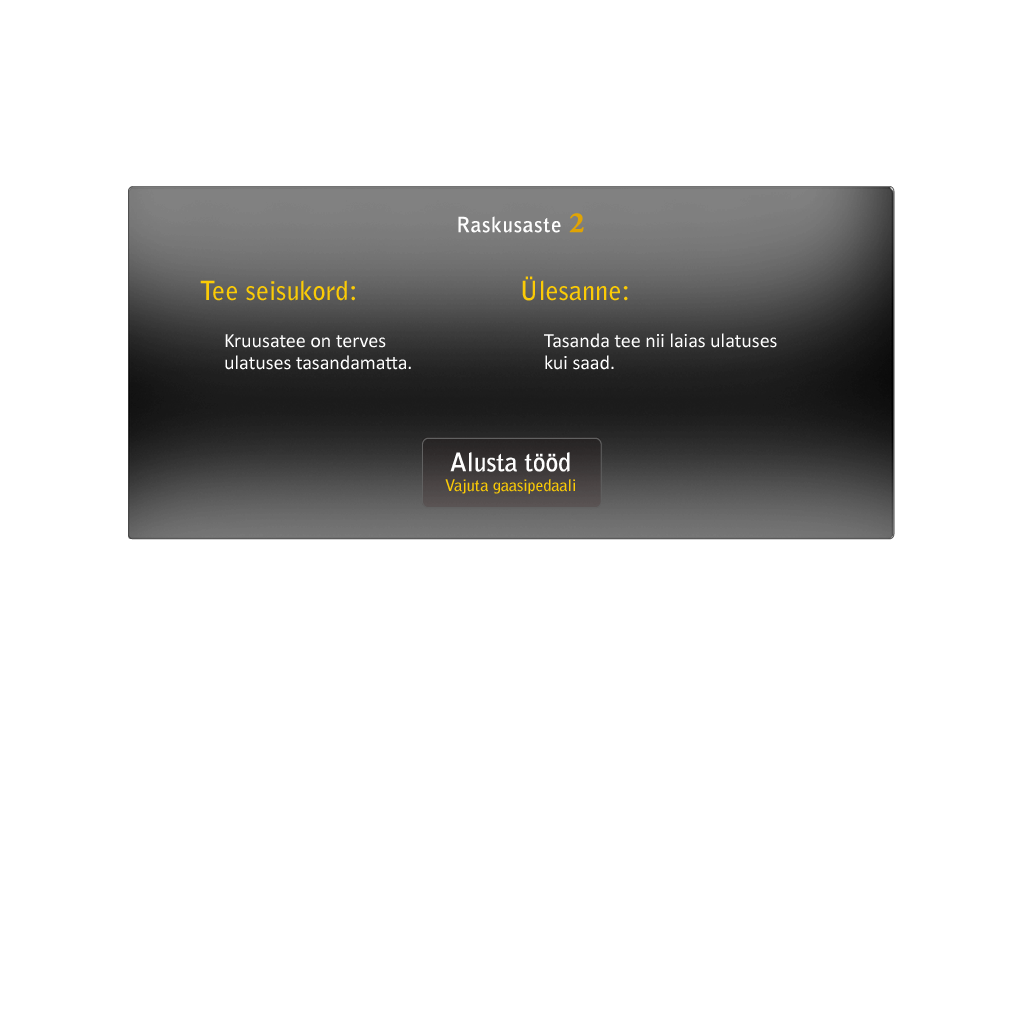 Raskusaste 2
Tee seisukord:
Kruusatee on terves
ulatuses tasandamatta.
Ülesanne:
Tasanda tee nii laias ulatuses
kui saad.
Alusta tööd
Vajuta gaasipedaali